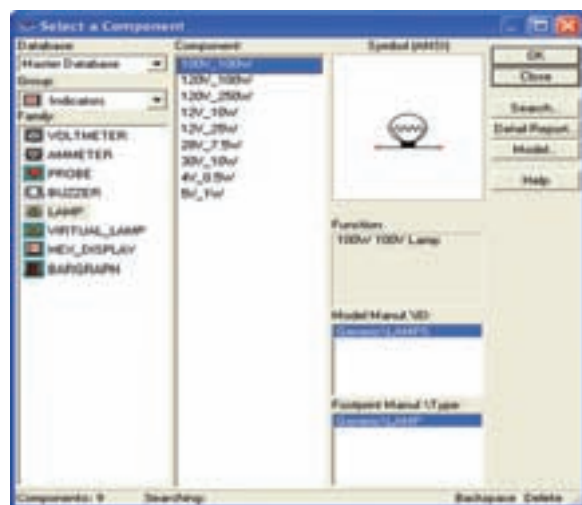 Select a Component
Database
Master Database
Group
Indicators
Family
VOLTMETER
AMMETER
PROBE
BUZZER
LAMP
VIRTUAL_LAMP
HEX_DISPLAY
BARGRAPH
Component
100V_100W
120V_100W
120V_250W
12V_10W
12V_25W
28V_7.5W
30V_10W
4V_0.5W
5V_1W
Symbol (ANSI)
Function
100W 100V Lamp
Model Manuf.\ID
Generic\LAMP
Footprint Manuf.\Type
Generic\LAMP
OK
Close
Search...
Detail Report
Model...
Help
Components: 9
Searching:
Backspace Delete